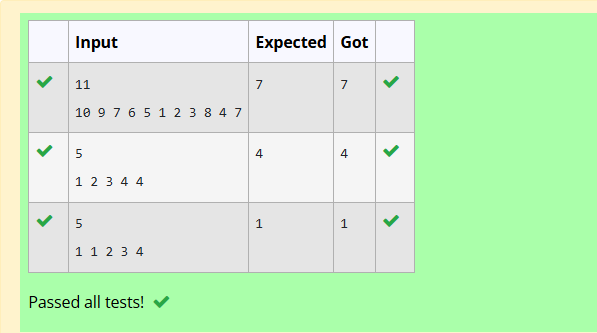 Input Expected Got
11 7 7
10 9 7 6 5 1 2 3 8 4 7
5 4 4
1 2 3 4 4
5 1 1
1 1 2 3 4
Passed all tests!